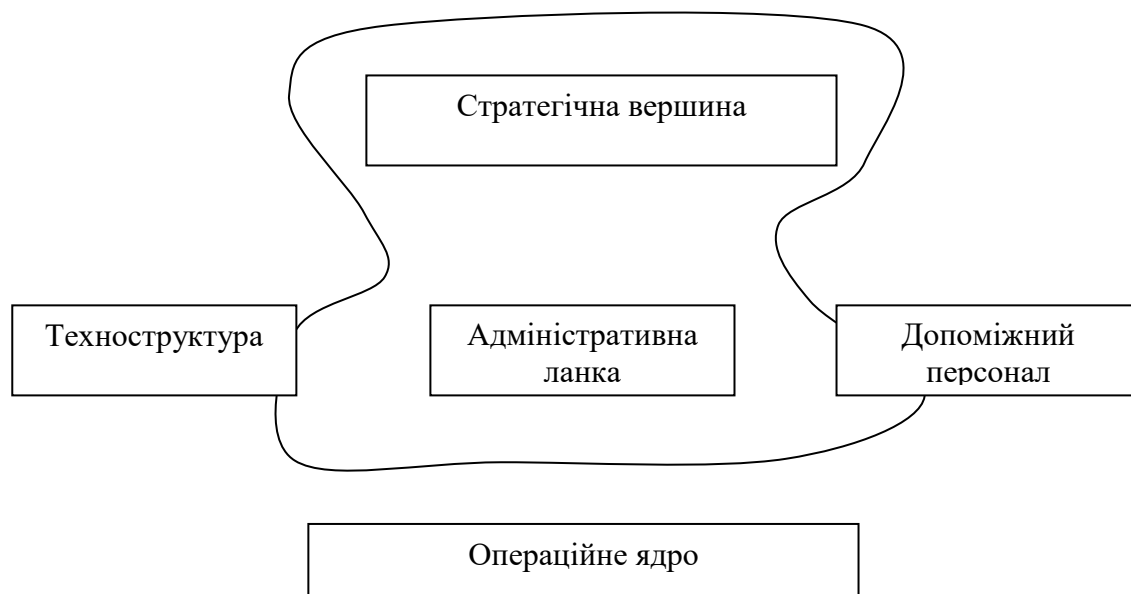 Стратегічна вершина
Техноструктура
Адміністративна
ланка
Допоміжний
персонал
Операційне ядро